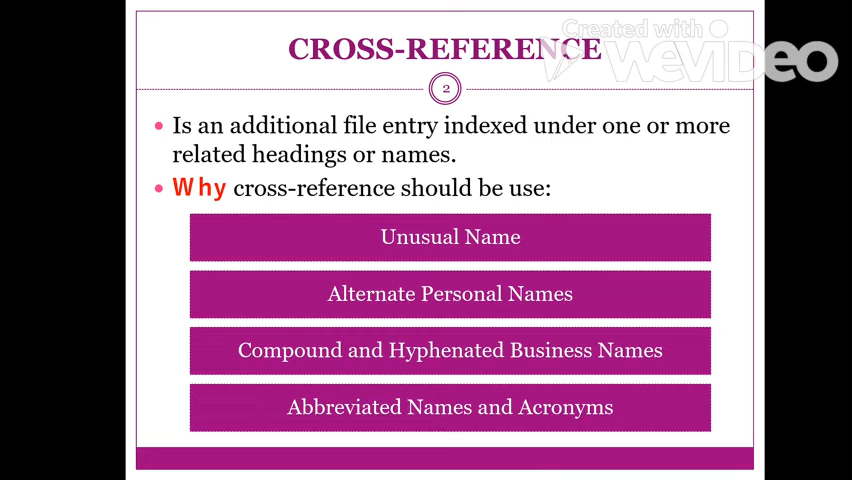 Created with
WEVIDEO
CROSS-REFERENCE
2
Is an additional file entry indexed under one or more
related headings or names.
Why cross-reference should be use:
Unusual Name
Alternate Personal Names
Compound and Hyphenated Business Names
Abbreviated Names and Acronyms